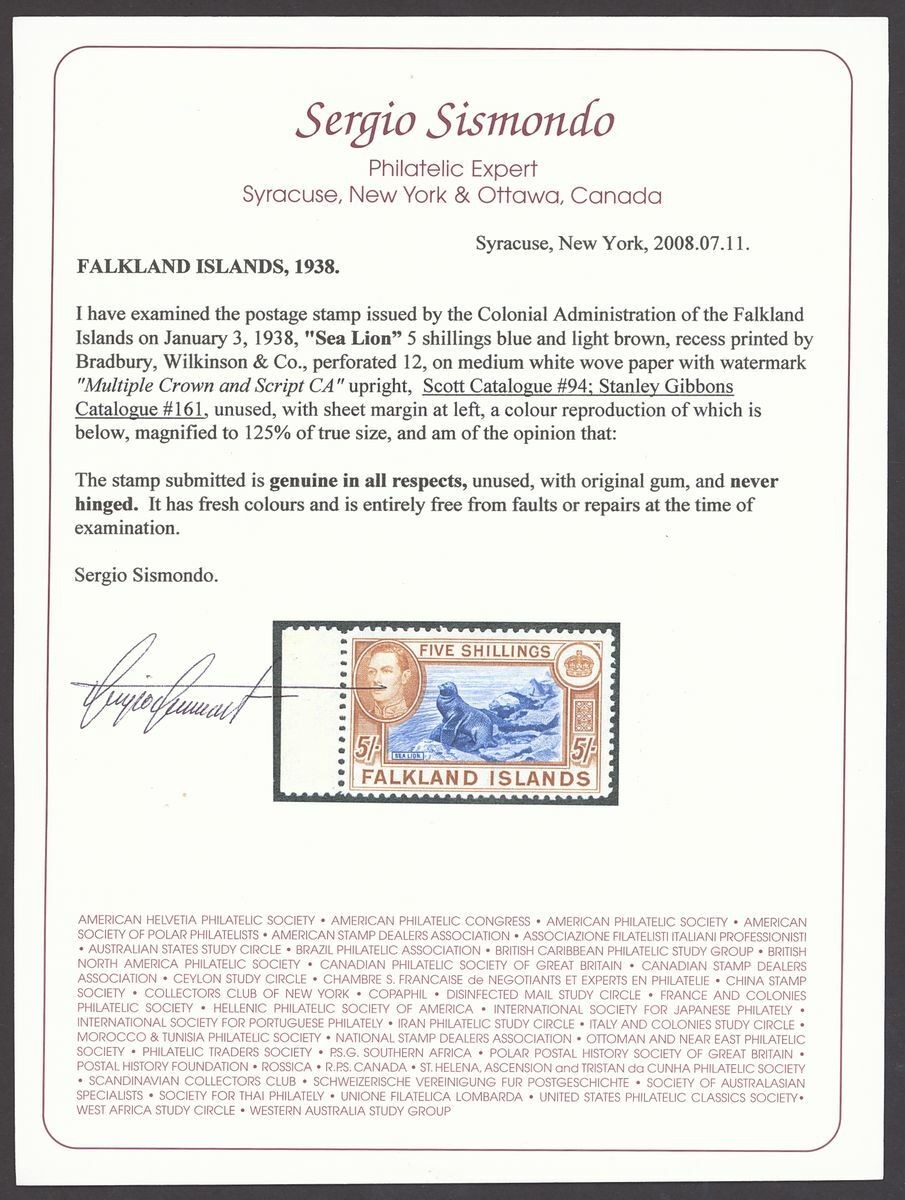 Sergio Sismondo
Philatelic Expert
Syracuse, New York & Ottawa, Canada
Syracuse, New York, 2008.07.11.
FALKLAND ISLANDS, 1938.
I have examined the postage stamp issued by the Colonial Administration of the Falkland
Islands on January 3, 1938, "Sea Lion” 5 shillings blue and light brown, recess printed by
Bradbury, Wilkinson & Co., perforated 12, on medium white wove paper with watermark
"Multiple Crown and Script CA" upright, Scott Catalogue #94; Stanley Gibbons
Catalogue #161, unused, with sheet margin at left, a colour reproduction of which is
below, magnified to 125% of true size, and am of the opinion that:
The stamp submitted is genuine in all respects, unused, with original gum, and never
hinged. It has fresh colours and is entirely free from faults or repairs at the time of
examination.
Sergio Sismondo.
FIVE SHILLINGS
5/- SEA LION 5/-
FALKLAND ISLANDS
AMERICAN HELVETIA PHILATELIC SOCIETY • AMERICAN PHILATELIC CONGRESS • AMERICAN PHILATELIC SOCIETY • AMERICAN
SOCIETY OF POLAR PHILATELISTS • AMERICAN STAMP DEALERS ASSOCIATION • ASSOCIAZIONE FILATELISTI ITALIANI PROFESSIONISTI
• AUSTRALIAN STATES STUDY CIRCLE • BRAZIL PHILATELIC ASSOCIATION • BRITISH CARIBBEAN PHILATELIC STUDY GROUP • BRITISH
NORTH AMERICA PHILATELIC SOCIETY • CANADIAN PHILATELIC SOCIETY OF GREAT BRITAIN • CANADIAN STAMP DEALERS
ASSOCIATION • CEYLON STUDY CIRCLE • CHAMBRE S. FRANCAISE de NEGOTIANTS ET EXPERTS EN PHILATELIE • CHINA STAMP
SOCIETY • COLLECTORS CLUB OF NEW YORK • COPAPHIL • DISINFECTED MAIL STUDY CIRCLE • FRANCE AND COLONIES
PHILATELIC SOCIETY • HELLENIC PHILATELIC SOCIETY OF AMERICA • INTERNATIONAL SOCIETY FOR JAPANESE PHILATELY •
INTERNATIONAL SOCIETY FOR PORTUGUESE PHILATELY • IRAN PHILATELIC STUDY CIRCLE • ITALY AND COLONIES STUDY CIRCLE •
MOROCCO & TUNISIA PHILATELIC SOCIETY • NATIONAL STAMP DEALERS ASSOCIATION • OTTOMAN AND NEAR EAST PHILATELIC
SOCIETY • PHILATELIC TRADERS SOCIETY • P.S.G. SOUTHERN AFRICA • POLAR POSTAL HISTORY SOCIETY OF GREAT BRITAIN •
POSTAL HISTORY FOUNDATION • ROSSICA • R.P.S. CANADA • ST. HELENA, ASCENSION and TRISTAN da CUNHA PHILATELIC SOCIETY
• SCANDINAVIAN COLLECTORS CLUB • SCHWEIZERISCHE VEREINIGUNG FUR POSTGESCHICHTE • SOCIETY OF AUSTRALASIAN
SPECIALISTS • SOCIETY FOR THAI PHILATELY • UNIONE FILATELICA LOMBARDA • UNITED STATES PHILATELIC CLASSICS SOCIETY•
WEST AFRICA STUDY CIRCLE • WESTERN AUSTRALIA STUDY GROUP